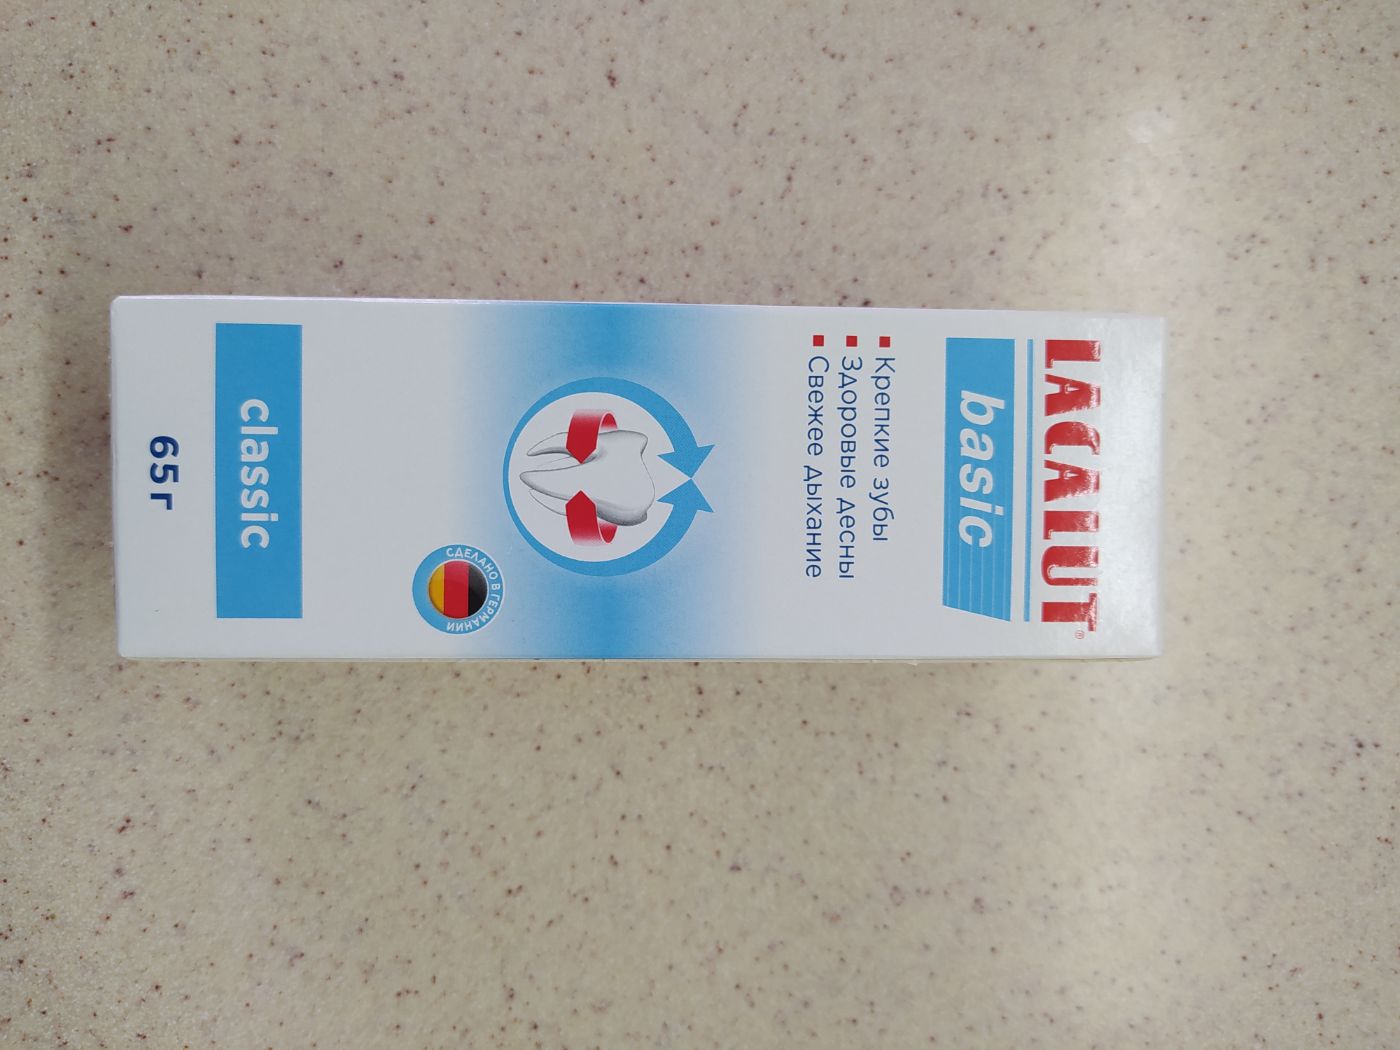 LACALUT®
basic
Крепкие зубы
Здоровые десны
Свежее дыхание
СДЕЛАНО В ГЕРМАНИИ
classic
65 г